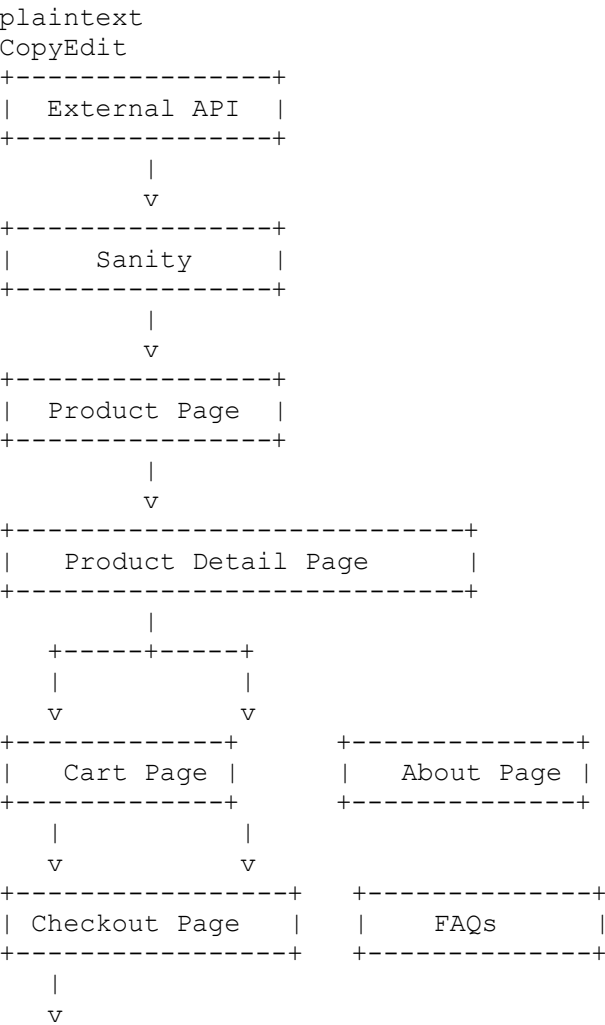 plaintext
CopyEdit
+----------------+
|  External API  |
+----------------+
         |
         v
+----------------+
|     Sanity     |
+----------------+
         |
         v
+----------------+
|  Product Page  |
+----------------+
         |
         v
+----------------------------+
|   Product Detail Page      |
+----------------------------+
         |
   +-----+-----+
   |           |
   v           v
+-------------+      +--------------+
|   Cart Page |      |   About Page |
+-------------+      +--------------+
   |           |
   v           v
+-----------------+   +--------------+
| Checkout Page   |   |    FAQs      |
+-----------------+   +--------------+
   |
   v